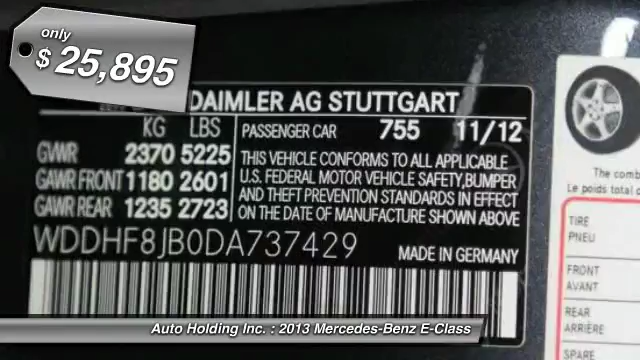 only
$ 25,895
DAIMLER AG STUTTGART
KG LBS
GVWR 2370 5225
GAWR FRONT 1180 2601
GAWR REAR 1235 2723
PASSENGER CAR 755 11/12
THIS VEHICLE CONFORMS TO ALL APPLICABLE
U.S. FEDERAL MOTOR VEHICLE SAFETY, BUMPER
AND THEFT PREVENTION STANDARDS IN EFFECT
ON THE DATE OF MANUFACTURE SHOWN ABOVE
WDDHF8JB0DA737429
MADE IN GERMANY
The comb
Le poids total
TIRE
PNEU
FRONT
AVANT
REAR
ARRIÈRE
SPARE
Auto Holding Inc. : 2013 Mercedes-Benz E-Class